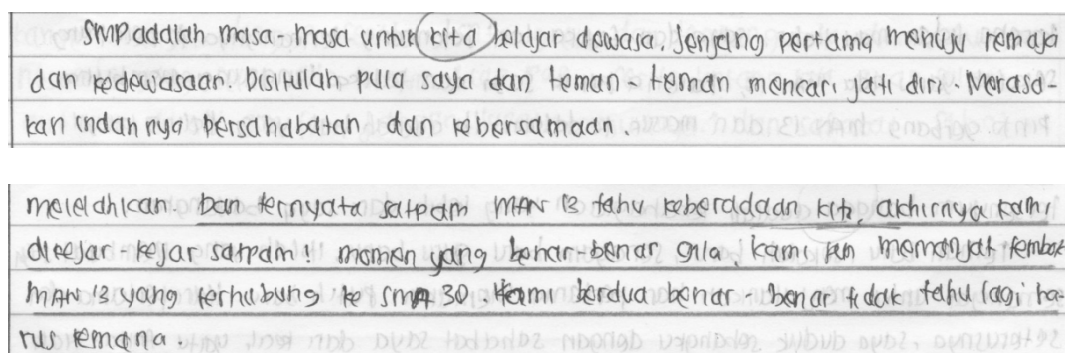 SMP adalah masa-masa untuk kita belajar dewasa. Jenjang pertama menuju remaja
dan kedewasaan. Disitulah pula saya dan teman-teman mencari jati diri. Merasa-
kan indahnya persahabatan dan kebersamaan.
melelahkan. Dan ternyata satpam MAN 13 tahu keberadaan kita, akhirnya kami
dikejar-kejar satpam. momen yang benar-benar gila, kami pun memanjat tembok
MAN 13 yang terhubung ke SMA 30. Kami berdua benar-benar tidak tahu lagi ha-
rus kemana.